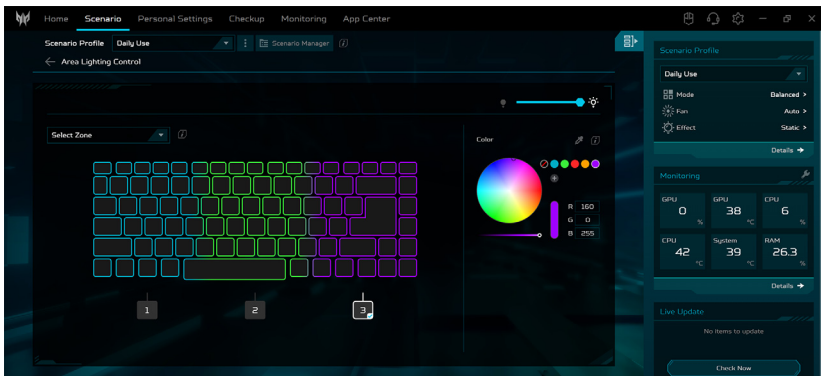 Home Scenario Personal Settings Checkup Monitoring App Center
Scenario Profile Daily Use Scenario Manager
Area Lighting Control
Select Zone
Color
R 160
G 0
B 255
1 2 3
Scenario Profile
Daily Use
Mode Balanced >
Fan Auto >
Effect Static >
Details
Monitoring
GPU GPU CPU
0 % 38 °C 6 %
CPU System RAM
42 °C 39 °C 26.3 %
Details
Live Update
No items to update
Check Now